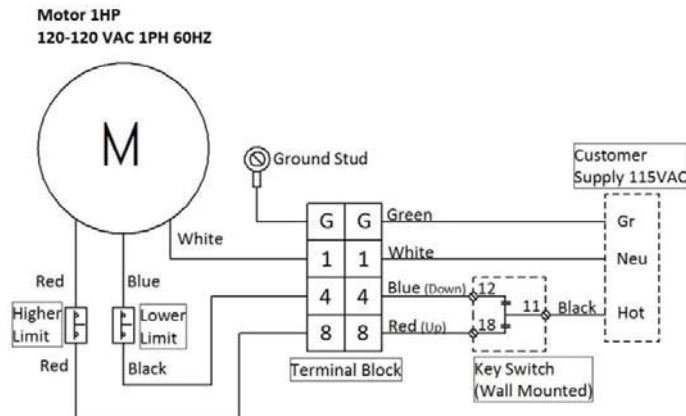 Motor 1HP
120-120 VAC 1PH 60HZ
M
Ground Stud
Customer
Supply 115VAC
G G Green Gr
White
1 1 White Neu
Red Blue
4 4 Blue (Down) 12
11 Black Hot
Higher
Limit
Lower
Limit
8 8 Red (Up) 18
Red Black
Terminal Block
Key Switch
(Wall Mounted)